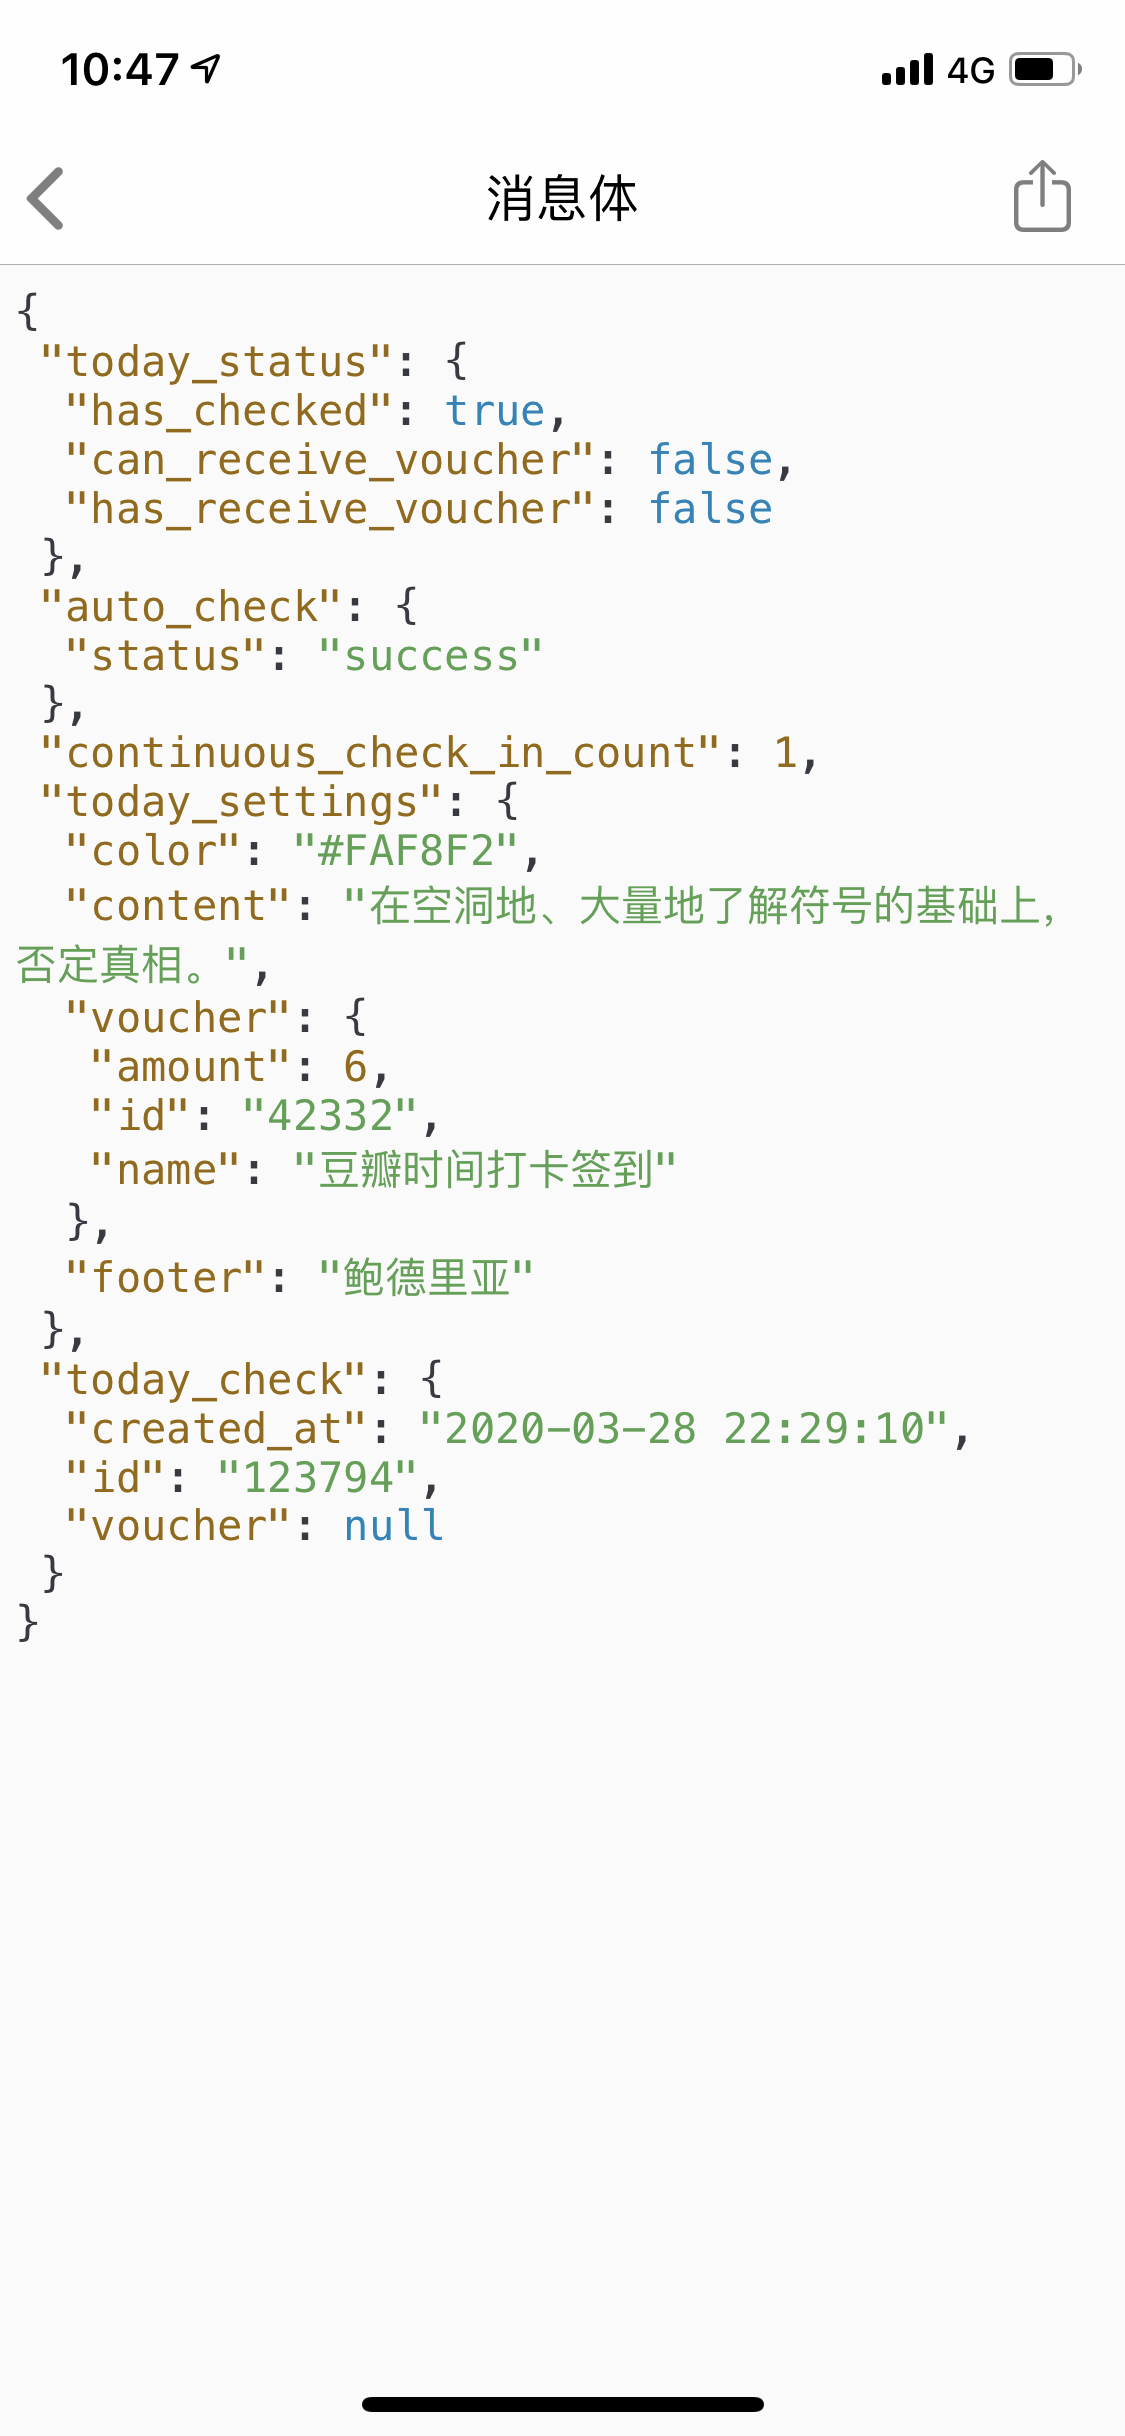 10:47
4G
消息体
{
 "today_status": {
  "has_checked": true,
  "can_receive_voucher": false,
  "has_receive_voucher": false
 },
 "auto_check": {
  "status": "success"
 },
 "continuous_check_in_count": 1,
 "today_settings": {
  "color": "#FAF8F2",
  "content": "在空洞地、大量地了解符号的基础上，
否定真相。",
  "voucher": {
   "amount": 6,
   "id": "42332",
   "name": "豆瓣时间打卡签到"
  },
  "footer": "鲍德里亚"
 },
 "today_check": {
  "created_at": "2020-03-28 22:29:10",
  "id": "123794",
  "voucher": null
 }
}